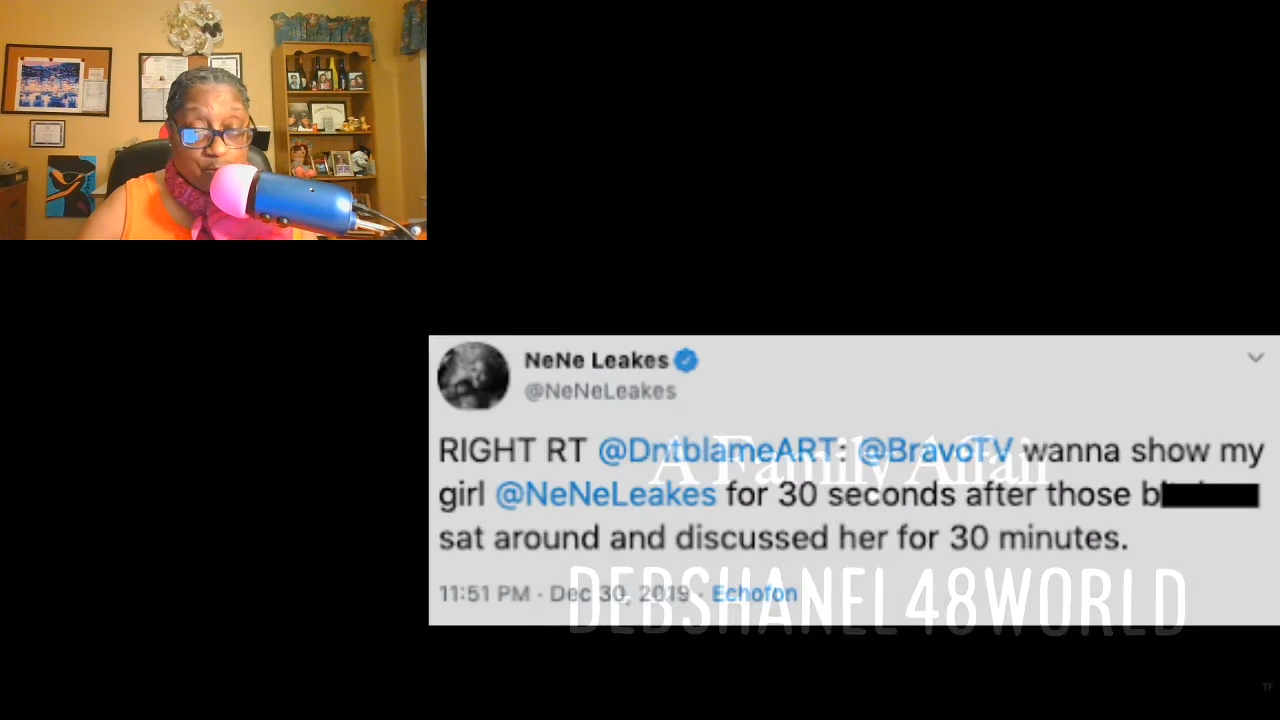 NeNe Leakes
@NeNeLeakes
RIGHT RT @DntblameART: @BravoTV wanna show my
A Family Affair
girl @NeNeLeakes for 30 seconds after those b
sat around and discussed her for 30 minutes.
11:51 PM · Dec 30, 2019 · Echofon
DEBSHANEL48WORLD
TF